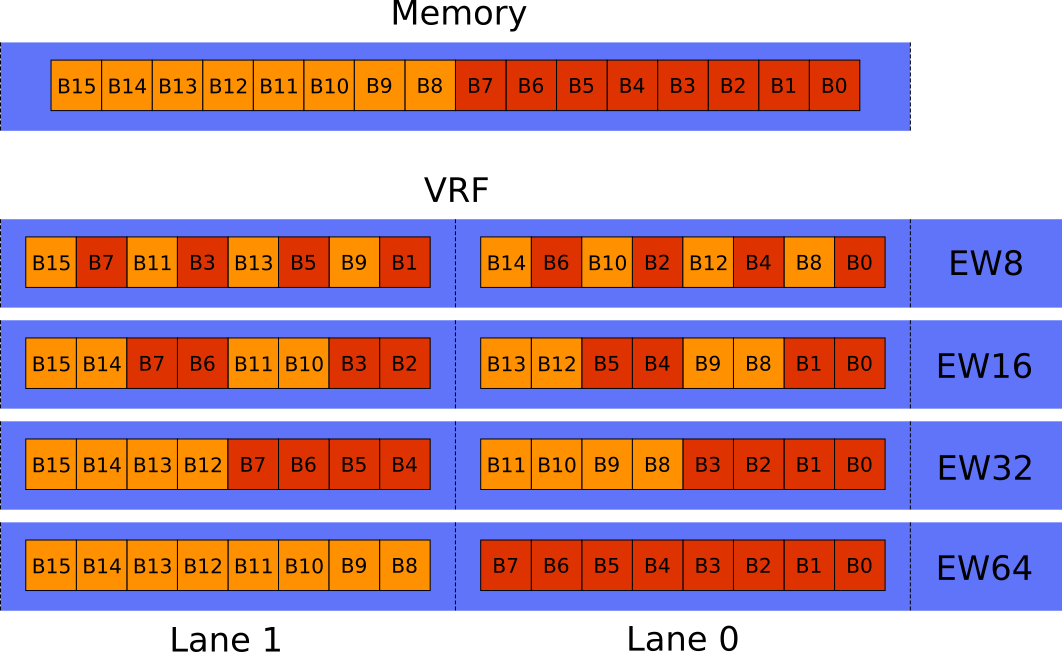 Memory
B15 B14 B13 B12 B11 B10 B9 B8 B7 B6 B5 B4 B3 B2 B1 B0
VRF
B15 B7 B11 B3 B13 B5 B9 B1 B14 B6 B10 B2 B12 B4 B8 B0 EW8
B15 B14 B7 B6 B11 B10 B3 B2 B13 B12 B5 B4 B9 B8 B1 B0 EW16
B15 B14 B13 B12 B7 B6 B5 B4 B11 B10 B9 B8 B3 B2 B1 B0 EW32
B15 B14 B13 B12 B11 B10 B9 B8 B7 B6 B5 B4 B3 B2 B1 B0 EW64
Lane 1 Lane 0